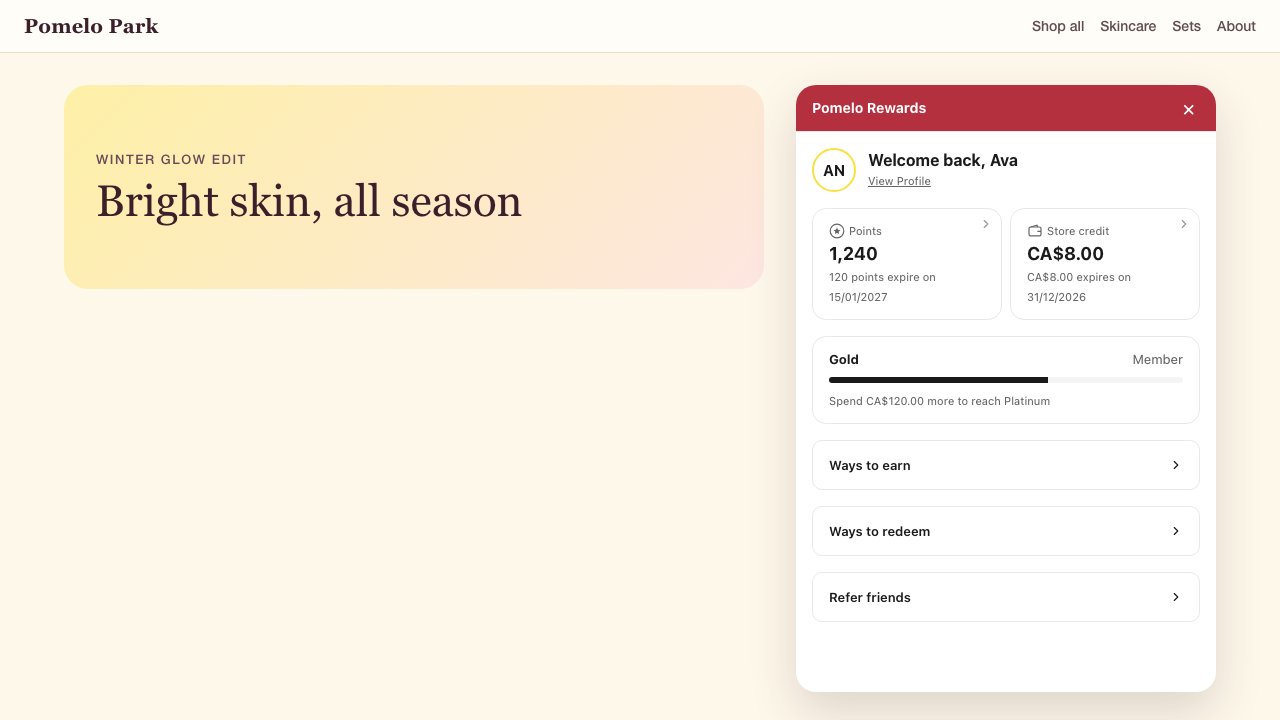 Pomelo Park
Shop all
Skincare
Sets
About
WINTER GLOW EDIT
Bright skin, all season
Pomelo Rewards
AN
Welcome back, Ava
View Profile
Points
1,240
120 points expire on
15/01/2027
Store credit
CA$8.00
CA$8.00 expires on
31/12/2026
Gold
Member
Spend CA$120.00 more to reach Platinum
Ways to earn
Ways to redeem
Refer friends